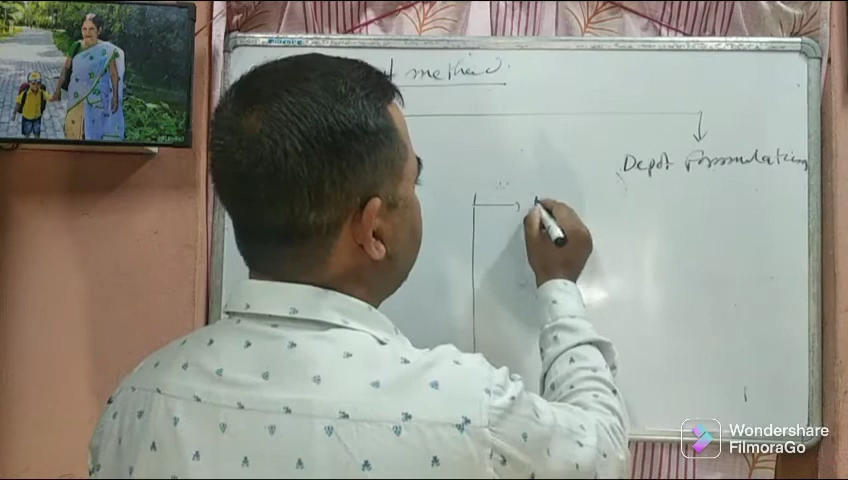 method
Depot Formulation
Wondershare
FilmoraGo